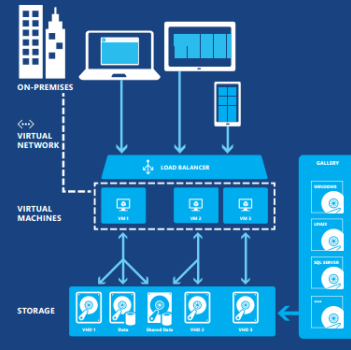 ON-PREMISES
VIRTUAL
NETWORK
LOAD BALANCER
GALLERY
WINDOWS
VIRTUAL
MACHINES
VM 1
VM 2
VM 3
LINUX
SQL SERVER
STORAGE
VHD 1
Data
Shared Data
VHD 2
VHD 3